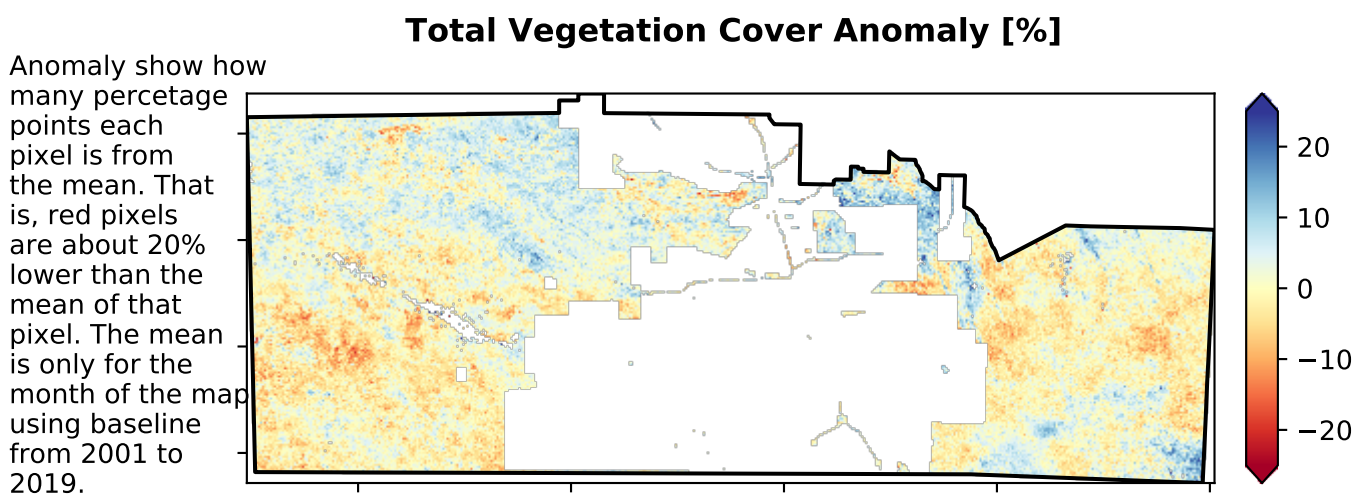 Total Vegetation Cover Anomaly [%]
Anomaly show how
many percetage
points each
pixel is from
the mean. That
is, red pixels
are about 20%
lower than the
mean of that
pixel. The mean
is only for the
month of the map
using baseline
from 2001 to
2019.
20
10
0
−10
−20